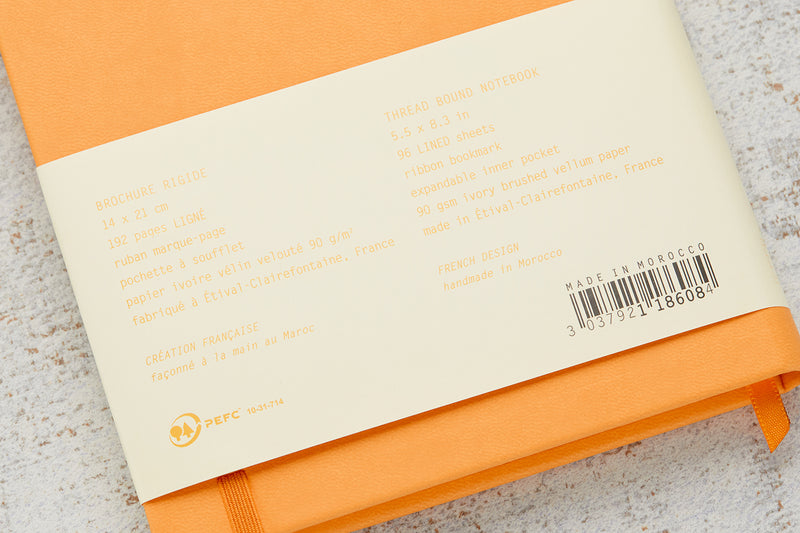 BROCHURE RIGIDE
14 x 21 cm
192 pages LIGNÉ
ruban marque-page
pochette à soufflet
papier ivoire vélin velouté 90 g/m²
fabriqué à Étival-Clairefontaine, France
CRÉATION FRANÇAISE
façonné à la main au Maroc
PEFC™ 10-31-714
THREAD BOUND NOTEBOOK
5.5 x 8.3 in
96 LINED sheets
ribbon bookmark
expandable inner pocket
90 gsm ivory brushed vellum paper
made in Étival-Clairefontaine, France
FRENCH DESIGN
handmade in Morocco
MADE IN MOROCCO
3 037921 186084